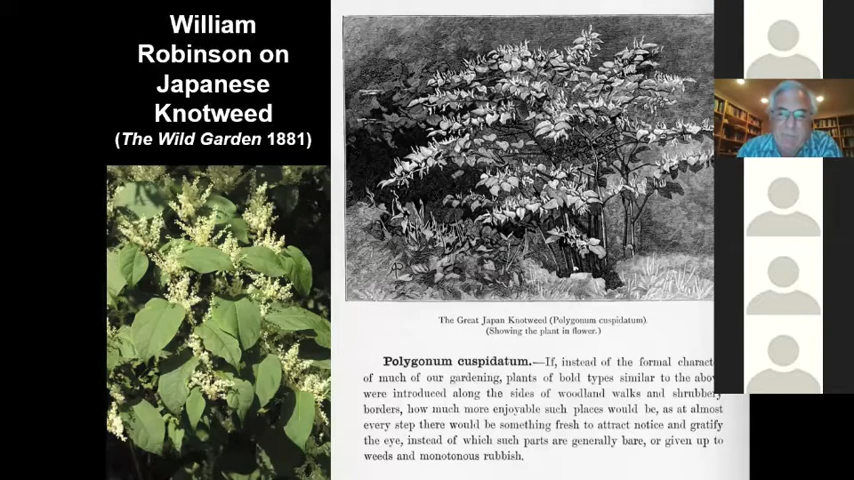 William
Robinson on
Japanese
Knotweed
(The Wild Garden 1881)
The Great Japan Knotweed (Polygonum cuspidatum).
(Showing the plant in flower.)
Polygonum cuspidatum.—If, instead of the formal
of much of our gardening, plants of bold types similar to the
were introduced along the sides of woodland walks and
borders, how much more enjoyable such places would be, as at almost
every step there would be something fresh to attract notice and gratify
the eye, instead of which such parts are generally bare, or given up to
weeds and monotonous rubbish.